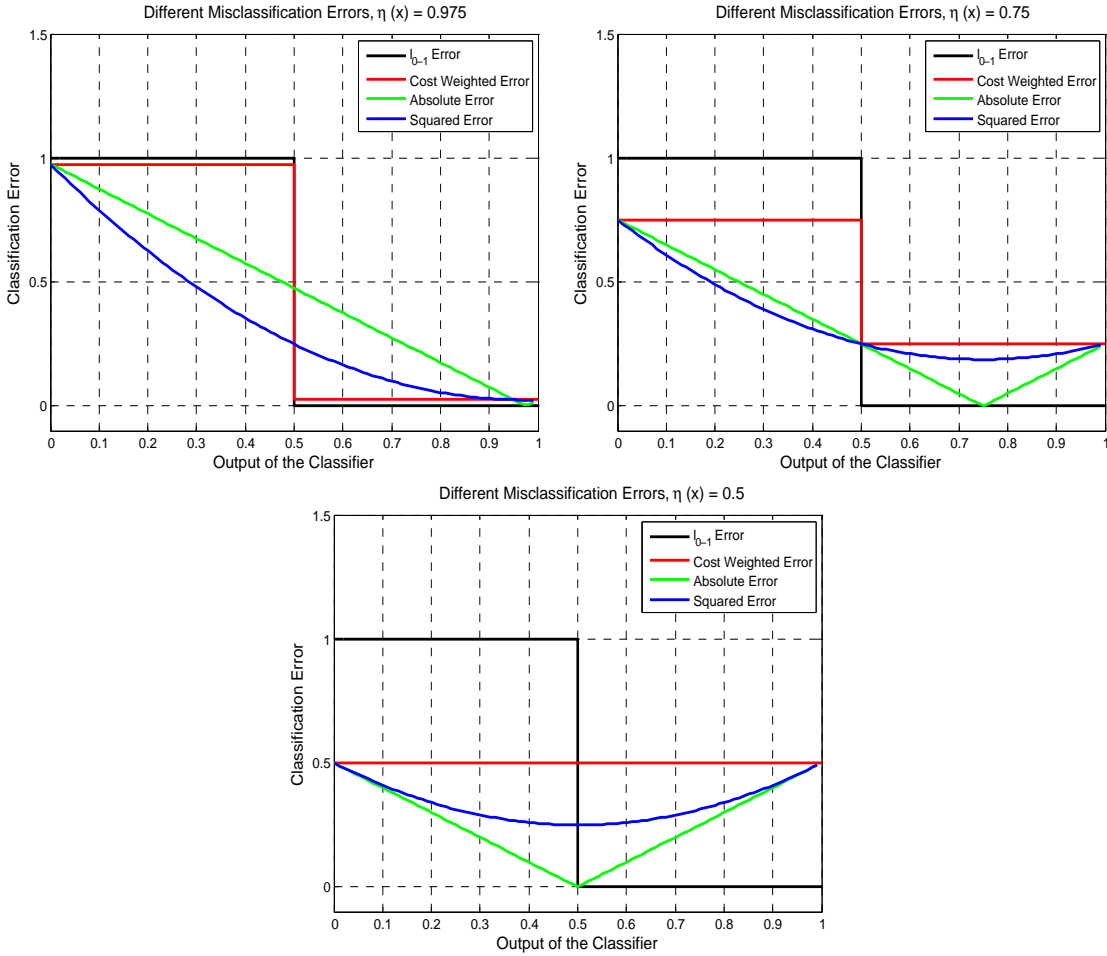 Different Misclassification Errors, η (x) = 0.975
1.5
1
0.5
0
Classification Error
l0−1 Error
Cost Weighted Error
Absolute Error
Squared Error
0 0.1 0.2 0.3 0.4 0.5 0.6 0.7 0.8 0.9 1
Output of the Classifier
Different Misclassification Errors, η (x) = 0.75
1.5
1
0.5
0
Classification Error
l0−1 Error
Cost Weighted Error
Absolute Error
Squared Error
0 0.1 0.2 0.3 0.4 0.5 0.6 0.7 0.8 0.9 1
Output of the Classifier
Different Misclassification Errors, η (x) = 0.5
1.5
1
0.5
0
Classification Error
l0−1 Error
Cost Weighted Error
Absolute Error
Squared Error
0 0.1 0.2 0.3 0.4 0.5 0.6 0.7 0.8 0.9 1
Output of the Classifier